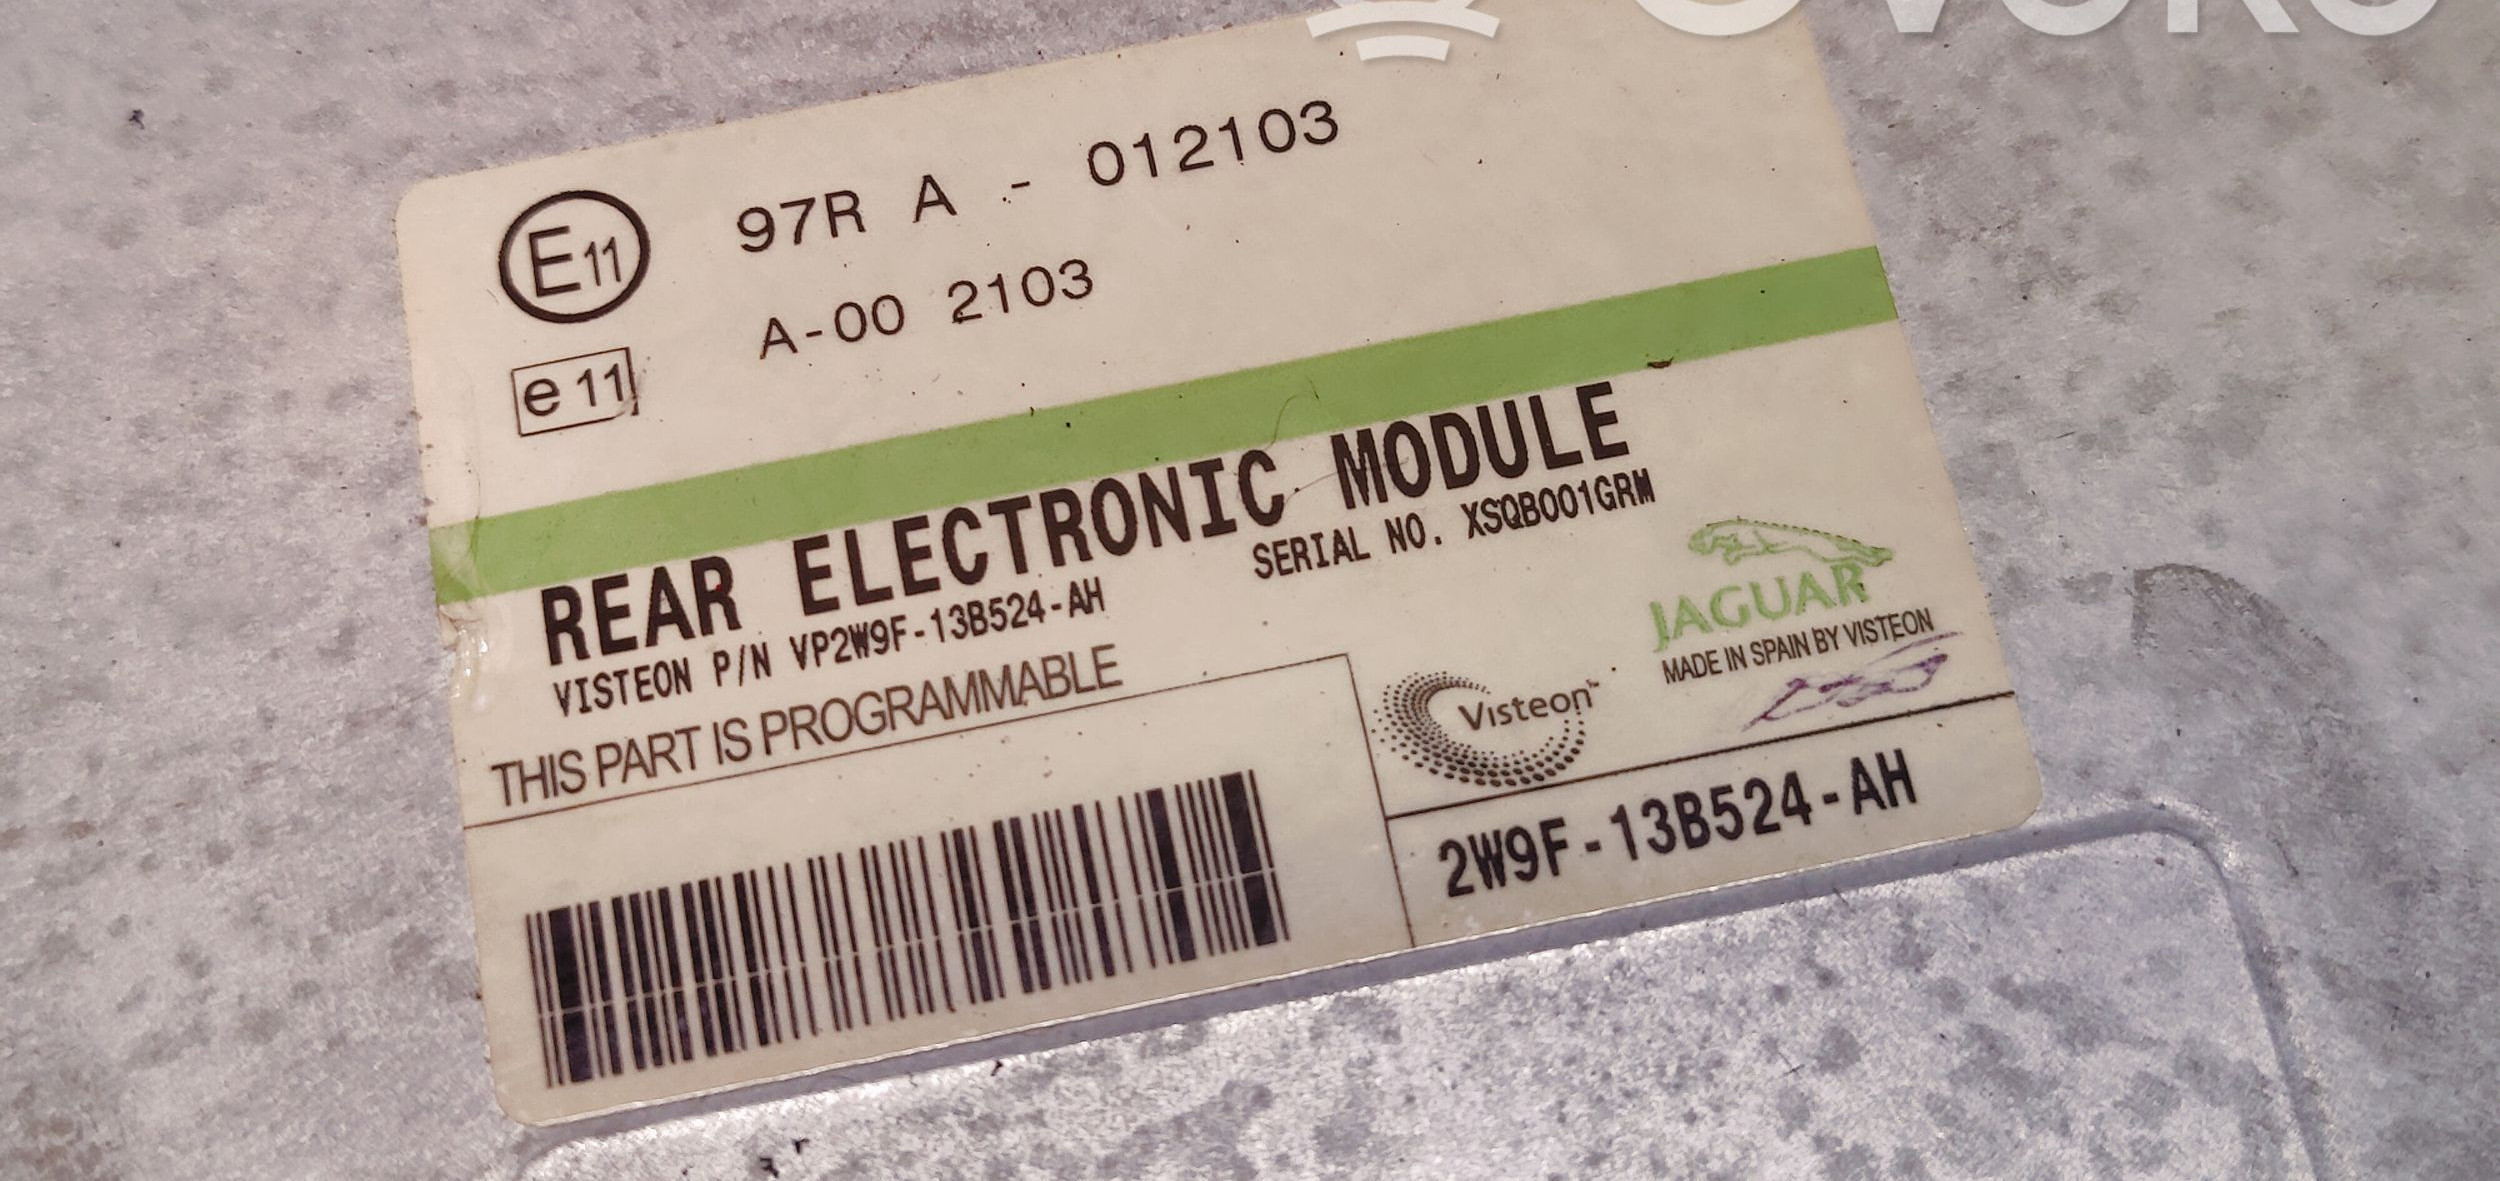 E11 97R A - 012103
e11 A-00 2103
REAR ELECTRONIC MODULE
VISTEON P/N VP2W9F-13B524-AH SERIAL NO. XSQB001GRM
THIS PART IS PROGRAMMABLE
JAGUAR
MADE IN SPAIN BY VISTEON
Visteon™
2W9F-13B524-AH